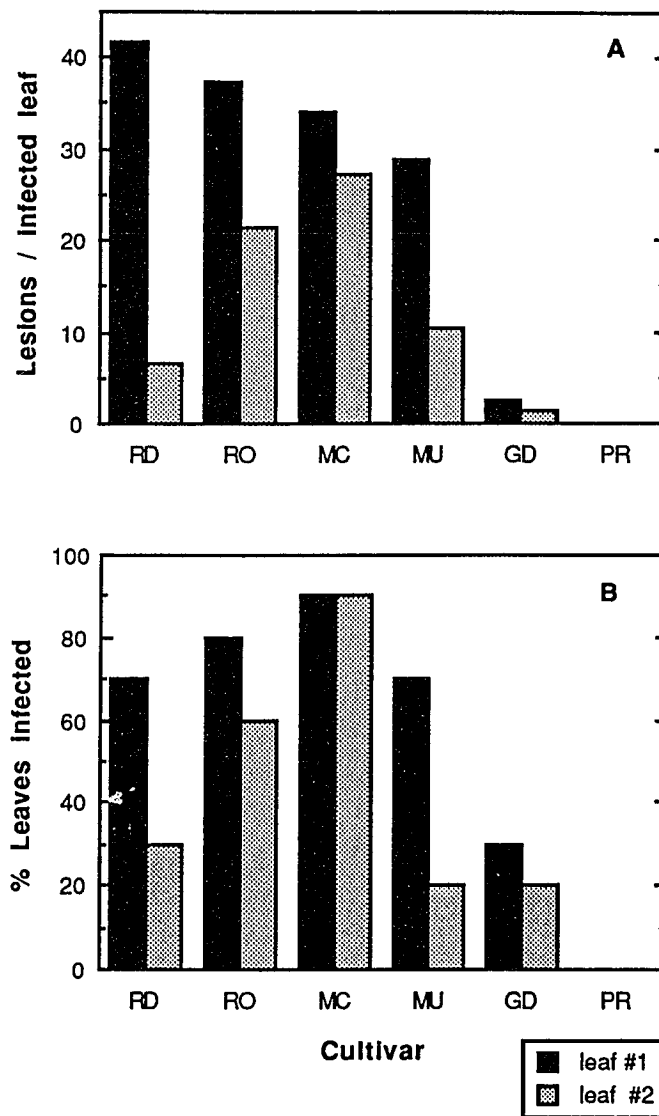 A
Lesions / Infected leaf
40
30
20
10
0
RD RO MC MU GD PR
B
% Leaves Infected
100
80
60
40
20
0
RD RO MC MU GD PR
Cultivar
leaf #1
leaf #2